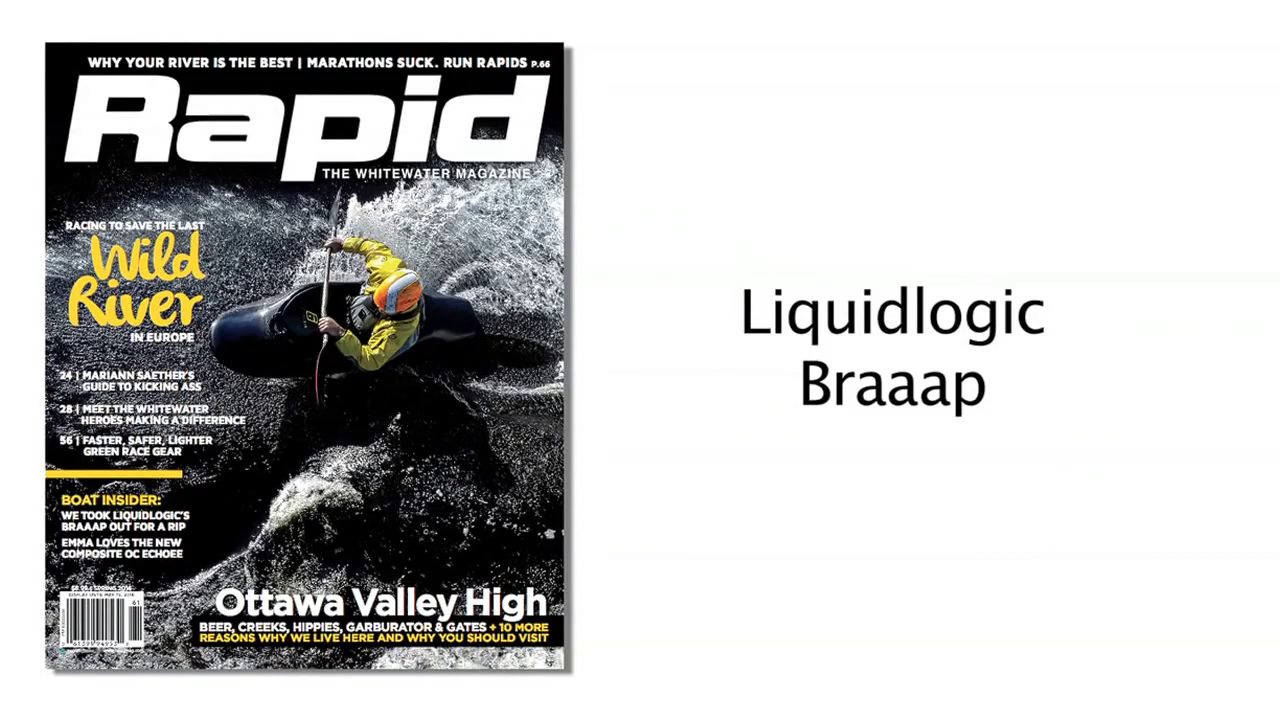 WHY YOUR RIVER IS THE BEST | MARATHONS SUCK. RUN RAPIDS P.66
Rapid
THE WHITEWATER MAGAZINE
RACING TO SAVE THE LAST
Wild
River
IN EUROPE
24 | MARIANN SAETHER'S
GUIDE TO KICKING ASS
28 | MEET THE WHITEWATER
HEROES MAKING A DIFFERENCE
56 | FASTER, SAFER, LIGHTER
GREEN RACE GEAR
BOAT INSIDER:
WE TOOK LIQUIDLOGIC'S
BRAAAP OUT FOR A RIP
EMMA LOVES THE NEW
COMPOSITE OC ECHOEE
61
Ottawa Valley High
BEER, CREEKS, HIPPIES, GARBURATOR & GATES + 10 MORE
REASONS WHY WE LIVE HERE AND WHY YOU SHOULD VISIT
Liquidlogic
Braaap